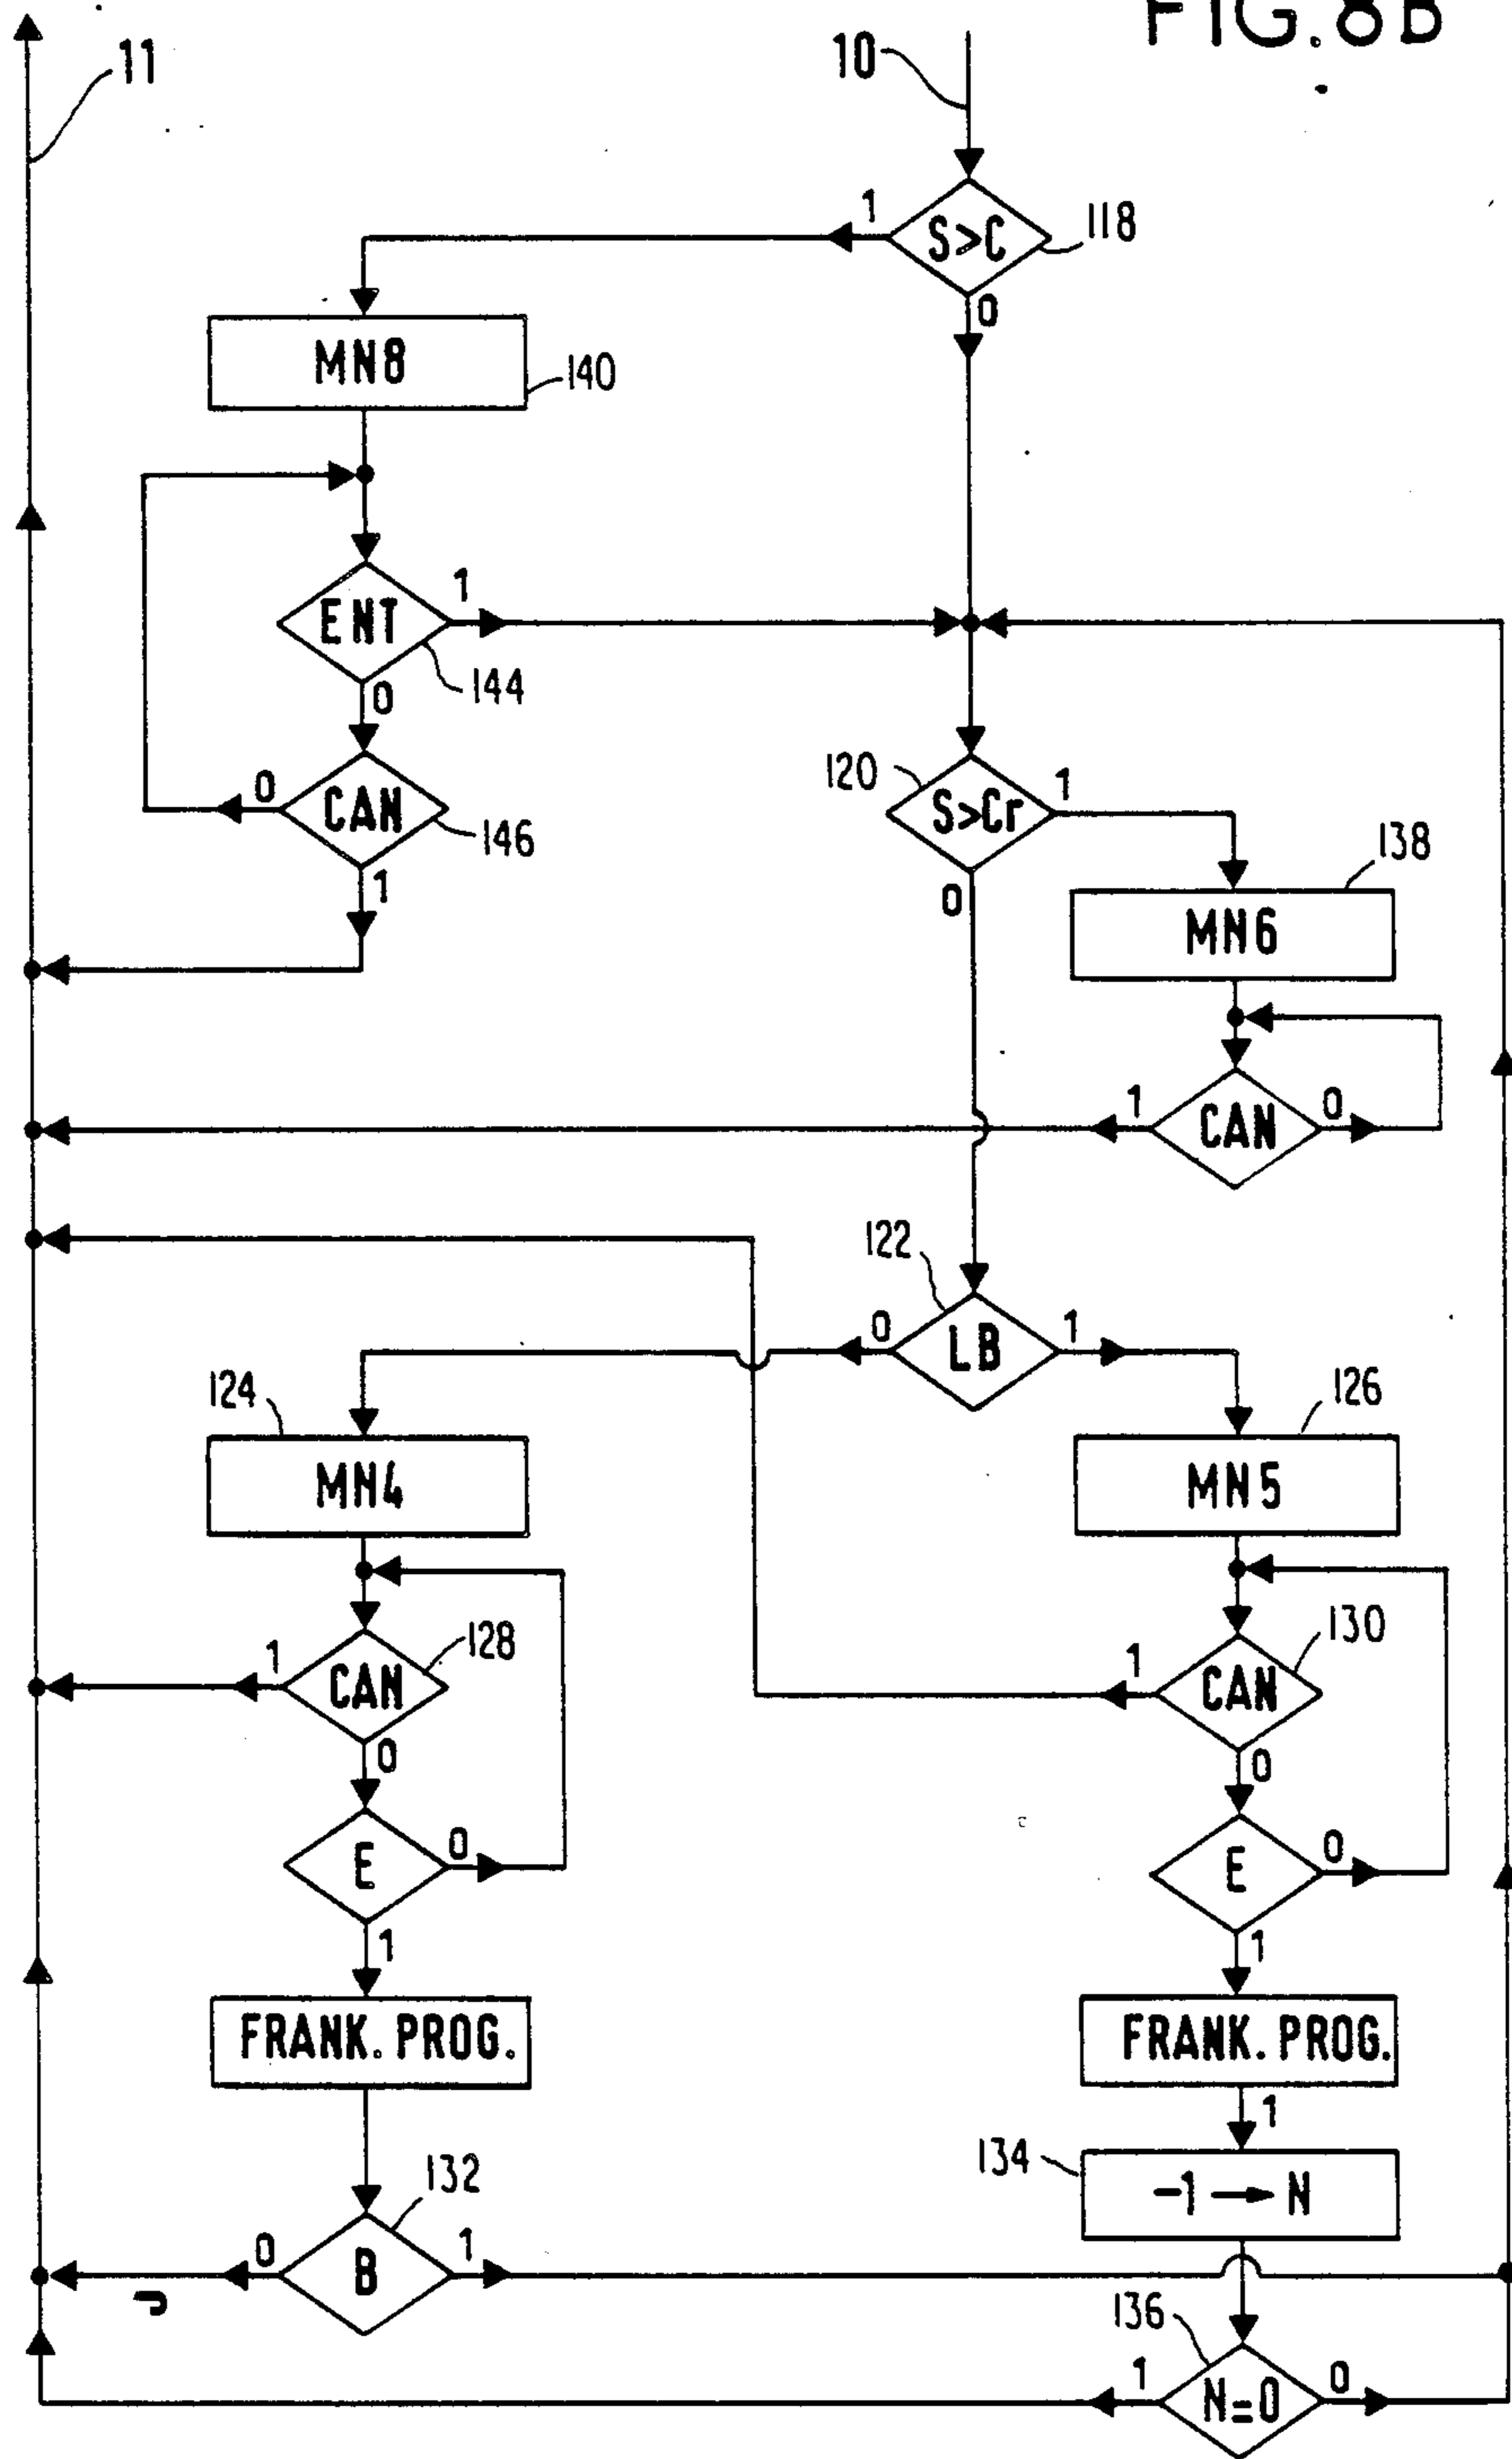 FIG. 8B
11
10
1
S>C
118
0
MN8
140
ENT
1
144
0
120
S>Cr
1
0
CAN
146
0
1
138
MN6
1
CAN
0
122
0
LB
1
124
MN4
126
MN5
1
CAN
128
0
1
CAN
130
0
E
0
1
E
0
1
FRANK. PROG.
FRANK. PROG.
1
134
-1 → N
132
0
B
1
136
1
N=0
0